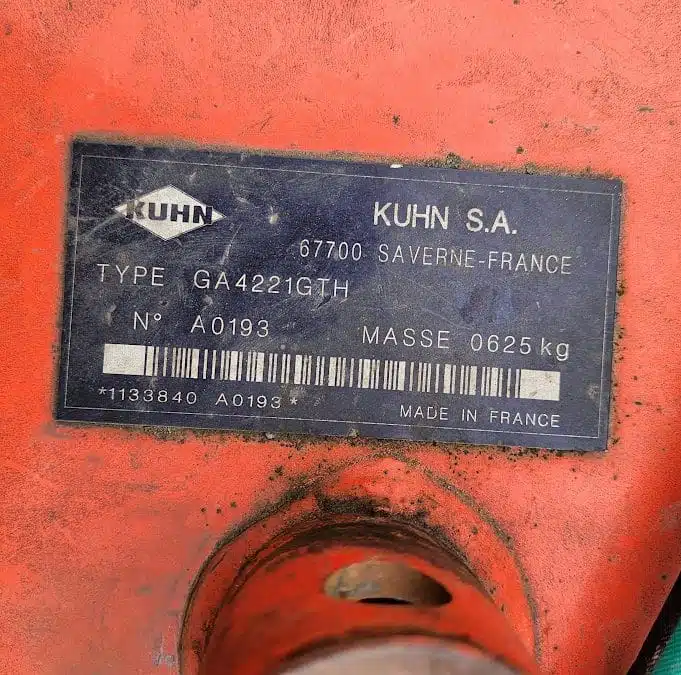 KUHN
KUHN S.A.
67700 SAVERNE-FRANCE
TYPE GA4221GTH
N° A0193 MASSE 0625 kg
*1133840 A0193*
MADE IN FRANCE